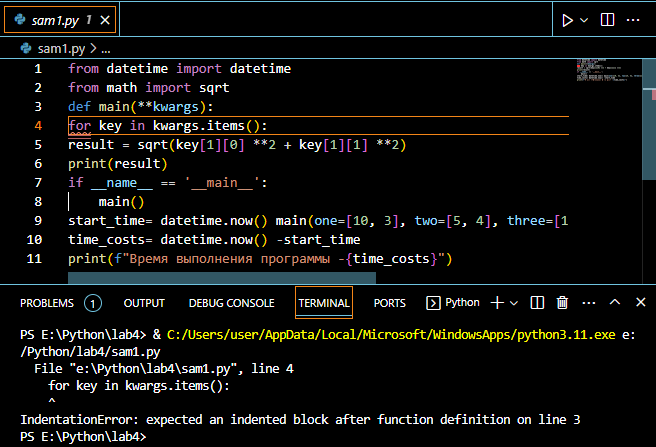 sam1.py 1 ×
sam1.py > ...
1 from datetime import datetime
2 from math import sqrt
3 def main(**kwargs):
4 for key in kwargs.items():
5 result = sqrt(key[1][0] **2 + key[1][1] **2)
6 print(result)
7 if __name__ == '__main__':
8 main()
9 start_time= datetime.now() main(one=[10, 3], two=[5, 4], three=[1
10 time_costs= datetime.now() -start_time
11 print(f"Время выполнения программы -{time_costs}")
PROBLEMS 1 OUTPUT DEBUG CONSOLE TERMINAL PORTS Python
PS E:\Python\lab4> & C:/Users/user/AppData/Local/Microsoft/WindowsApps/python3.11.exe e:
/Python/lab4/sam1.py
File "e:\Python\lab4\sam1.py", line 4
for key in kwargs.items():
^
IndentationError: expected an indented block after function definition on line 3
PS E:\Python\lab4>